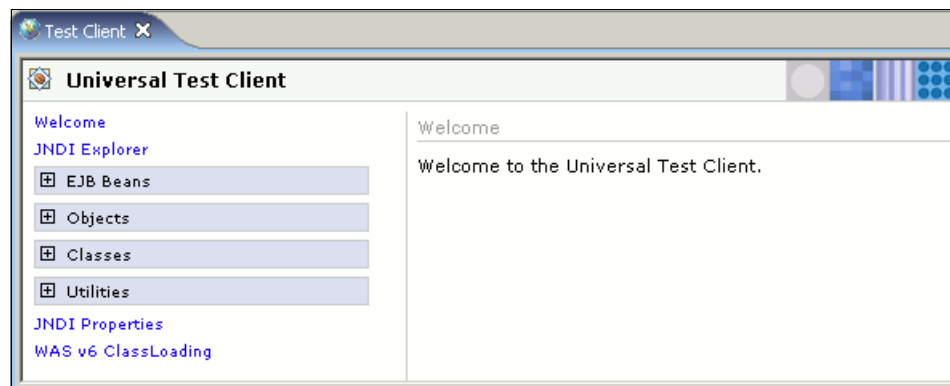 Test Client
Universal Test Client
Welcome
JNDI Explorer
EJB Beans
Objects
Classes
Utilities
JNDI Properties
WAS v6 ClassLoading
Welcome
Welcome to the Universal Test Client.